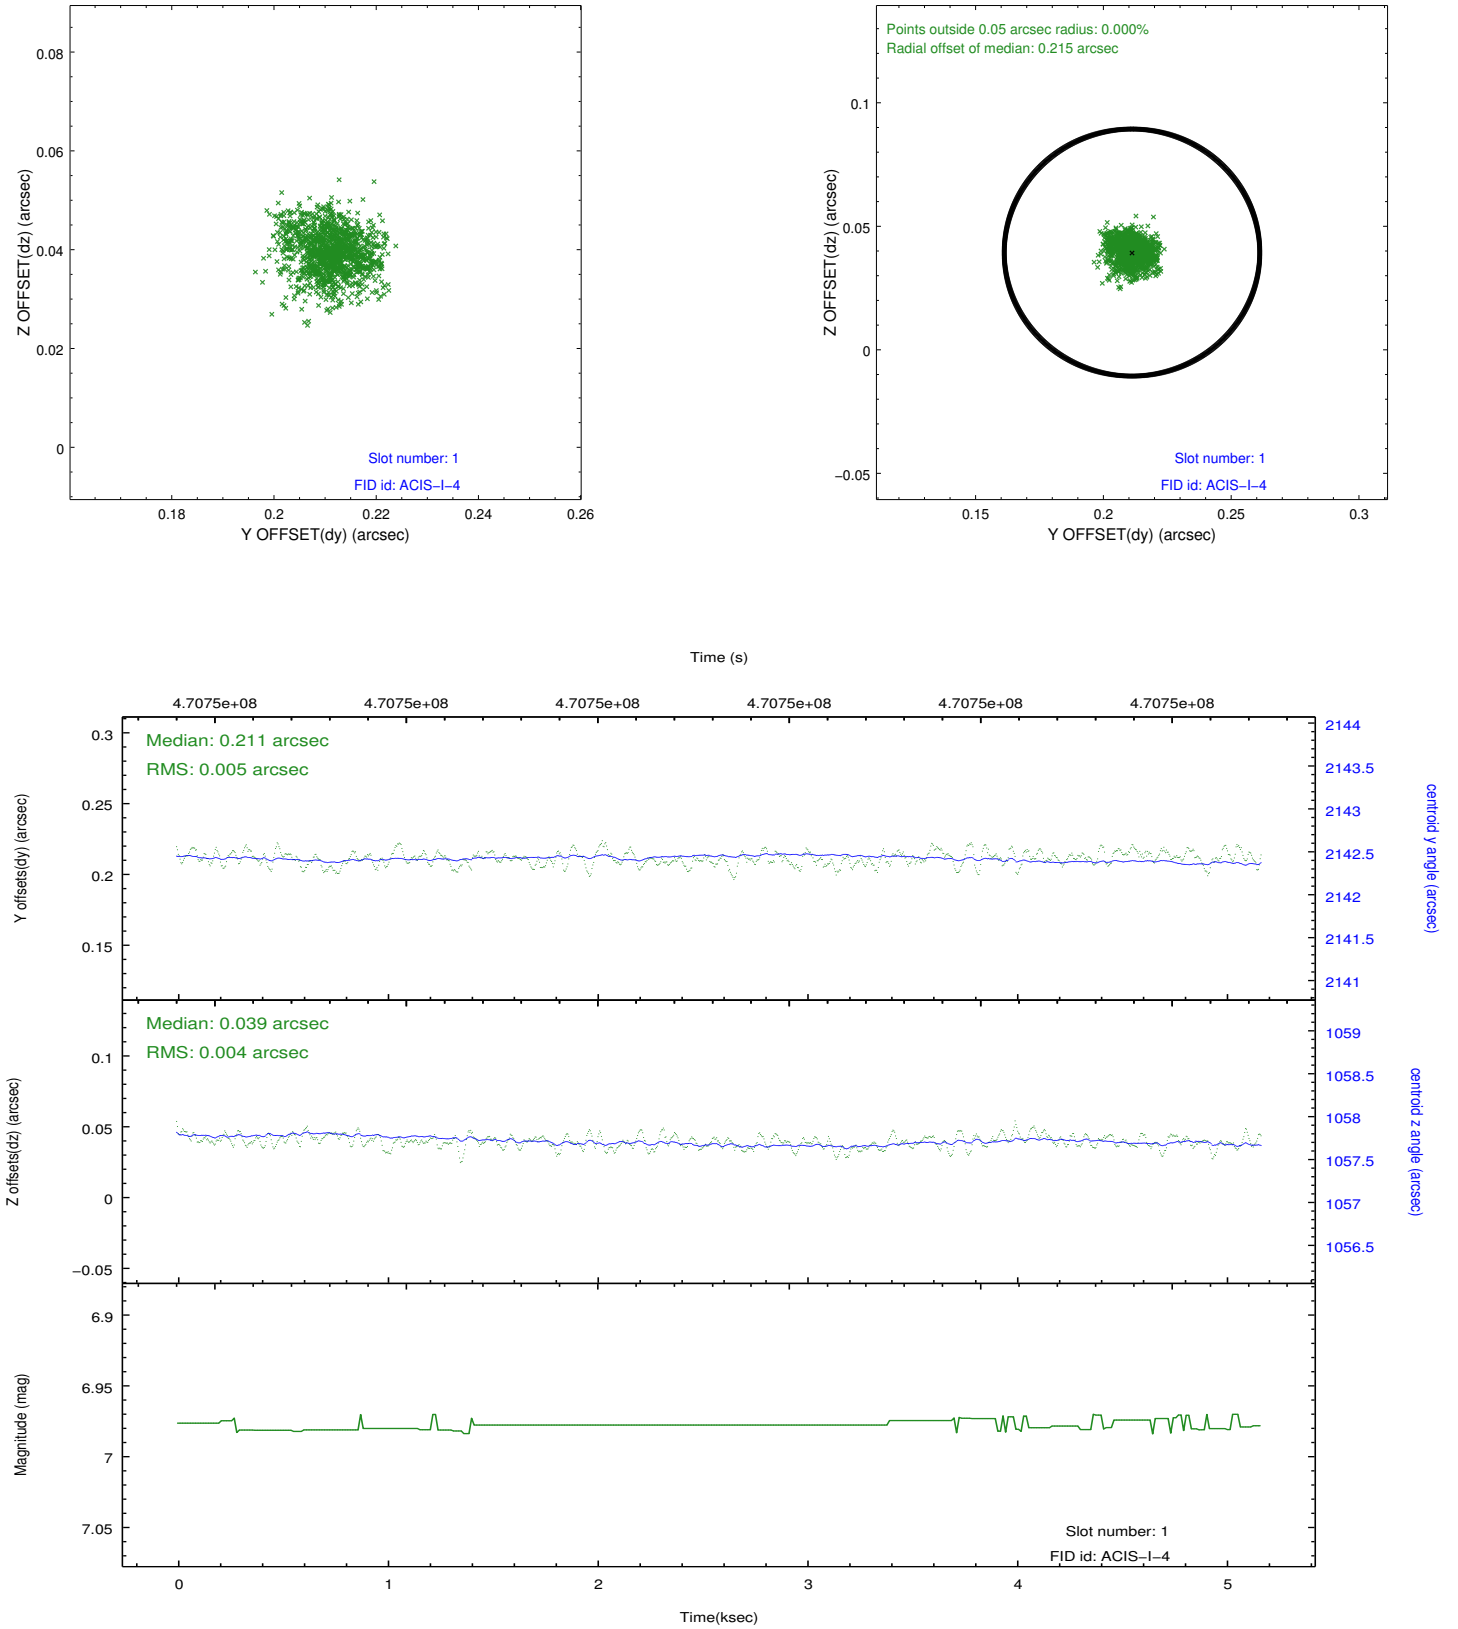 0.08
0.06
0.04
0.02
0
Z OFFSET(dz) (arcsec)
Slot number: 1
FID id: ACIS−I−4
0.18 0.2 0.22 0.24 0.26
Y OFFSET(dy) (arcsec)
Points outside 0.05 arcsec radius: 0.000%
Radial offset of median: 0.215 arcsec
0.1
0.05
0
−0.05
Z OFFSET(dz) (arcsec)
Slot number: 1
FID id: ACIS−I−4
0.15 0.2 0.25 0.3
Y OFFSET(dy) (arcsec)
Time (s)
4.7075e+08 4.7075e+08 4.7075e+08 4.7075e+08 4.7075e+08 4.7075e+08
Median: 0.211 arcsec
RMS: 0.005 arcsec
0.3
0.25
0.2
0.15
Y offsets(dy) (arcsec)
2144
2143.5
2143
2142.5
2142
2141.5
2141
centroid y angle (arcsec)
Median: 0.039 arcsec
RMS: 0.004 arcsec
0.1
0.05
0
−0.05
Z offsets(dz) (arcsec)
1059
1058.5
1058
1057.5
1057
1056.5
centroid z angle (arcsec)
6.9
6.95
7
7.05
Magnitude (mag)
Slot number: 1
FID id: ACIS−I−4
0 1 2 3 4 5
Time(ksec)